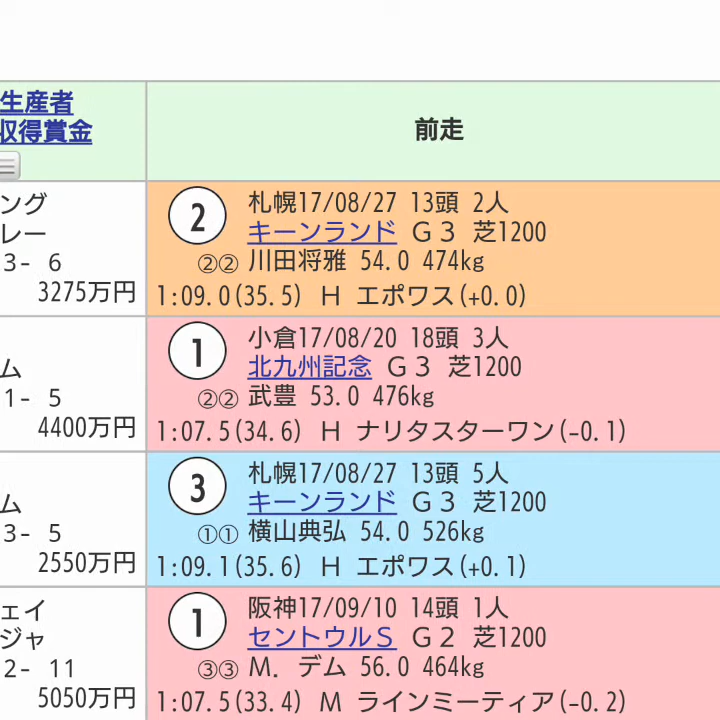 生産者
収得賞金
前走
ング
レー
3- 6
3275万円
2
札幌17/08/27 13頭 2人
キーンランド G3 芝1200
②② 川田将雅 54.0 474kg
1:09.0(35.5) H エポワス(+0.0)
ム
1- 5
4400万円
1
小倉17/08/20 18頭 3人
北九州記念 G3 芝1200
②② 武豊 53.0 476kg
1:07.5(34.6) H ナリタスターワン(-0.1)
ム
3- 5
2550万円
3
札幌17/08/27 13頭 5人
キーンランド G3 芝1200
①① 横山典弘 54.0 526kg
1:09.1(35.6) H エポワス(+0.1)
ェイ
ジャ
2- 11
5050万円
1
阪神17/09/10 14頭 1人
セントウルS G2 芝1200
③③ M. デム 56.0 464kg
1:07.5(33.4) M ラインミーティア(-0.2)